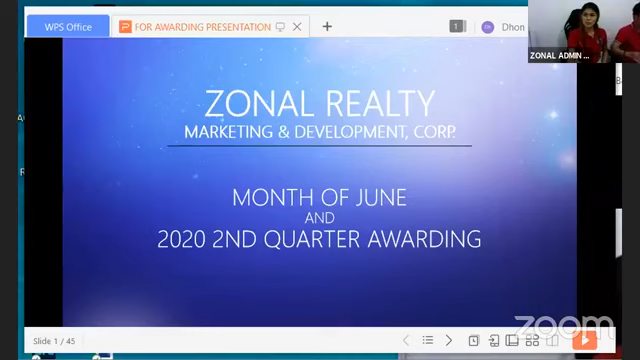 WPS Office
FOR AWARDING PRESENTATION
1
Dhon
ZONAL ADMIN ...
ZONAL REALTY
MARKETING & DEVELOPMENT, CORP.
MONTH OF JUNE
AND
2020 2ND QUARTER AWARDING
zoom
Slide 1 / 45